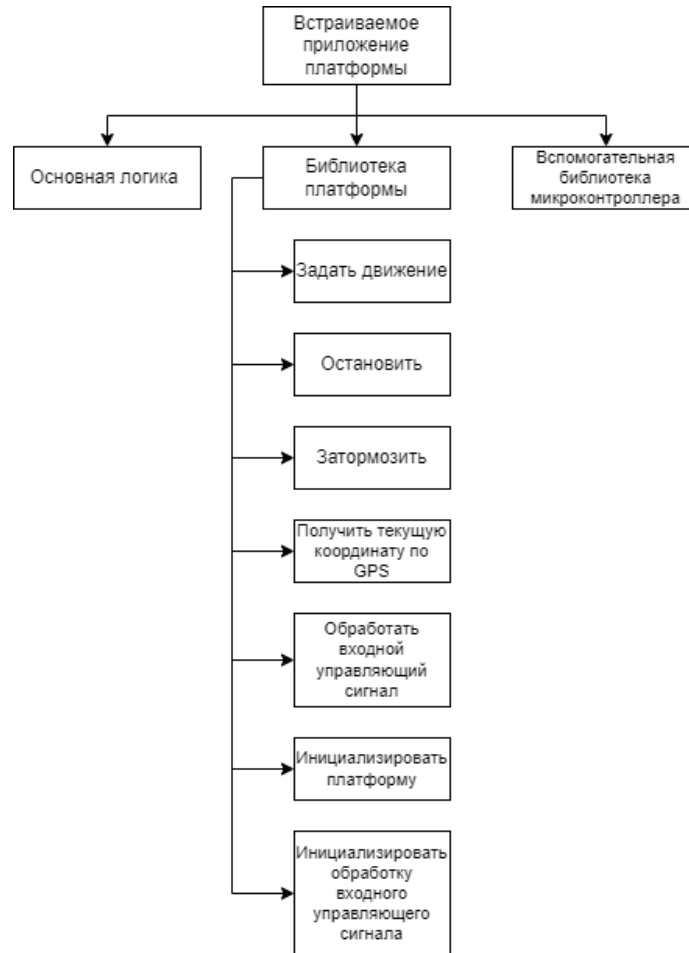 Встраиваемое
приложение
платформы
Основная логика
Библиотека
платформы
Вспомогательная
библиотека
микроконтроллера
Задать движение
Остановить
Затормозить
Получить текущую
координату по
GPS
Обработать
входной
управляющий
сигнал
Инициализировать
платформу
Инициализировать
обработку
входного
управляющего
сигнала